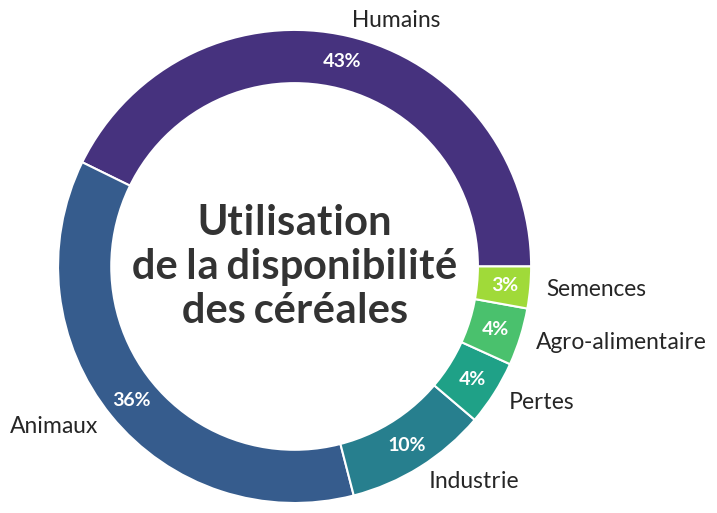 Humains
43%
Utilisation
de la disponibilité
des céréales
3%
Semences
4%
Agro-alimentaire
4%
Pertes
36%
Animaux
10%
Industrie